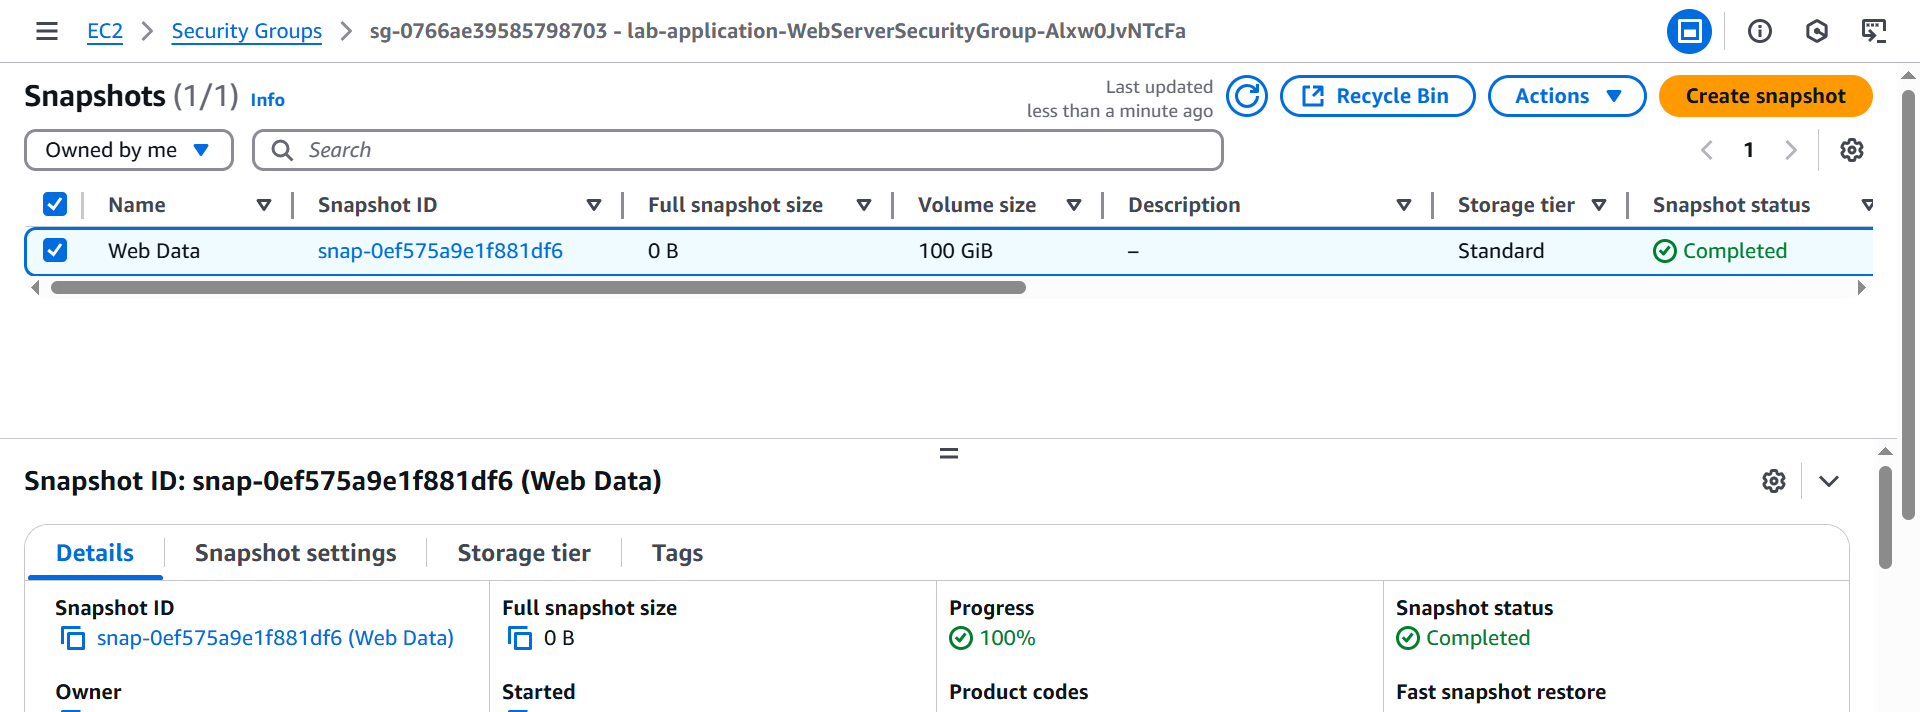 EC2 > Security Groups > sg-0766ae39585798703 - lab-application-WebServerSecurityGroup-Alxw0JvNTcFa
Snapshots (1/1) Info
Last updated
less than a minute ago
Recycle Bin
Actions
Create snapshot
Owned by me
Search
1
Name
Snapshot ID
Full snapshot size
Volume size
Description
Storage tier
Snapshot status
Web Data
snap-0ef575a9e1f881df6
0 B
100 GiB
–
Standard
Completed
Snapshot ID: snap-0ef575a9e1f881df6 (Web Data)
Details
Snapshot settings
Storage tier
Tags
Snapshot ID
snap-0ef575a9e1f881df6 (Web Data)
Full snapshot size
0 B
Progress
100%
Snapshot status
Completed
Owner
Started
Product codes
Fast snapshot restore